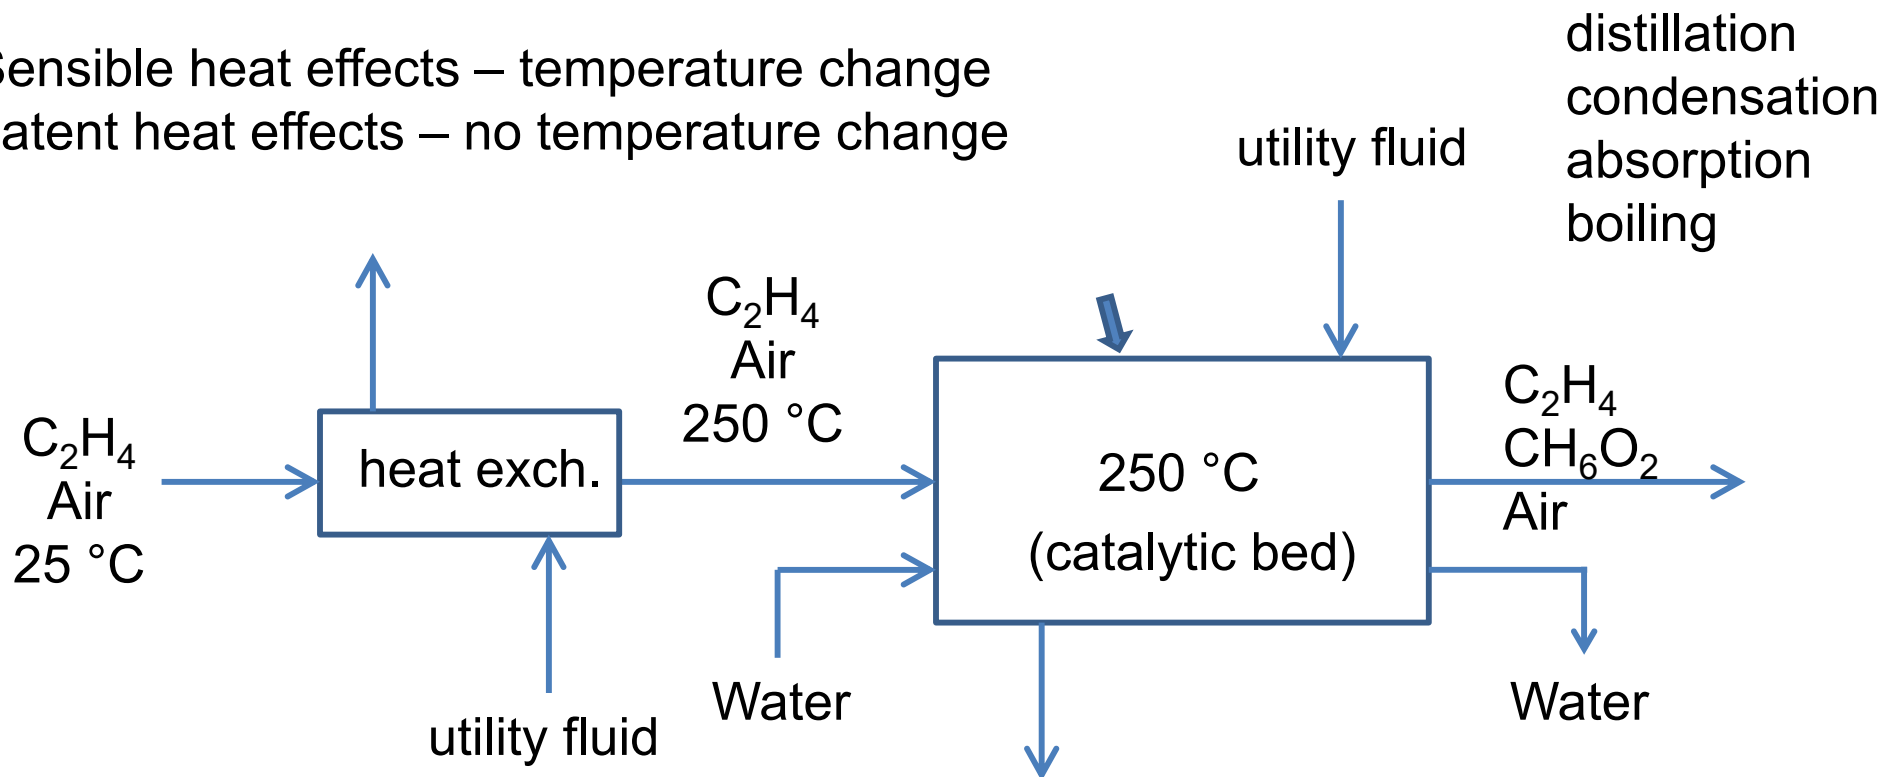 Sensible heat effects – temperature change
atent heat effects – no temperature change
distillation
condensation
absorption
boiling
utility fluid
C₂H₄
Air
25 °C
heat exch.
utility fluid
C₂H₄
Air
250 °C
Water
250 °C
(catalytic bed)
C₂H₄
CH₆O₂
Air
Water